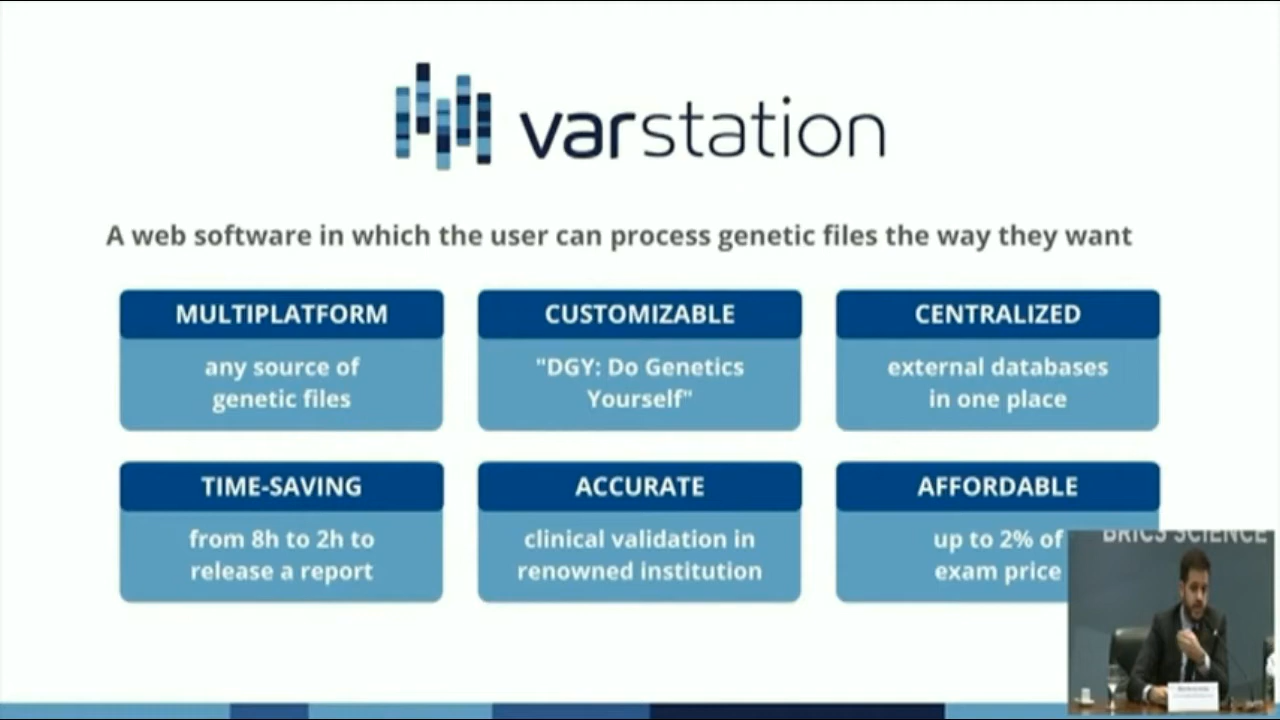 varstation
A web software in which the user can process genetic files the way they want
MULTIPLATFORM
any source of
genetic files
CUSTOMIZABLE
"DGY: Do Genetics
Yourself"
CENTRALIZED
external databases
in one place
TIME-SAVING
from 8h to 2h to
release a report
ACCURATE
clinical validation in
renowned institution
AFFORDABLE
up to 2% of
exam price
BRICS SCIENCE